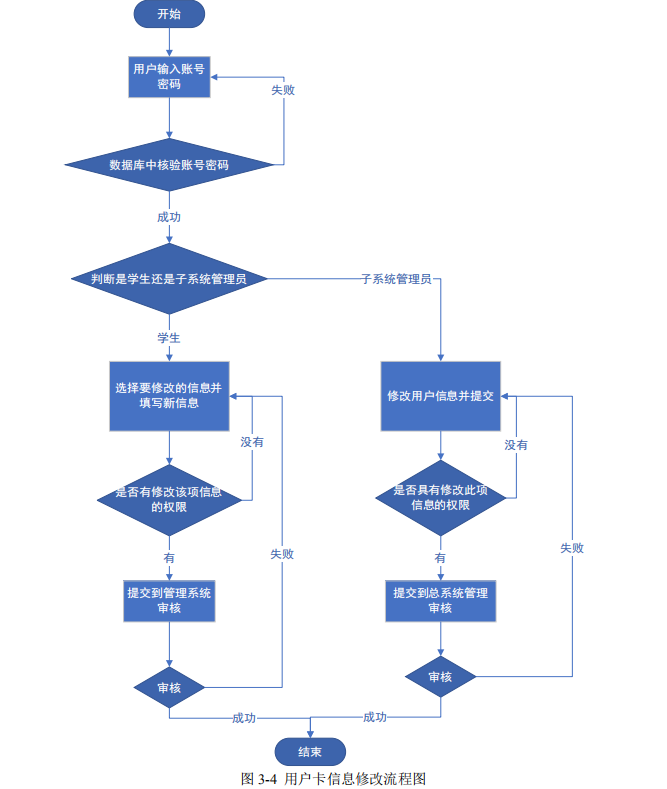 开始
用户输入账号
密码
失败
数据库中核验账号密码
成功
判断是学生还是子系统管理员
子系统管理员
学生
选择要修改的信息并
填写新信息
没有
是否有修改该项信息
的权限
有
失败
提交到管理系统
审核
审核
成功
修改用户信息并提交
没有
是否具有修改此项
信息的权限
有
失败
提交到总系统管理
审核
审核
成功
结束
图 3-4 用户卡信息修改流程图